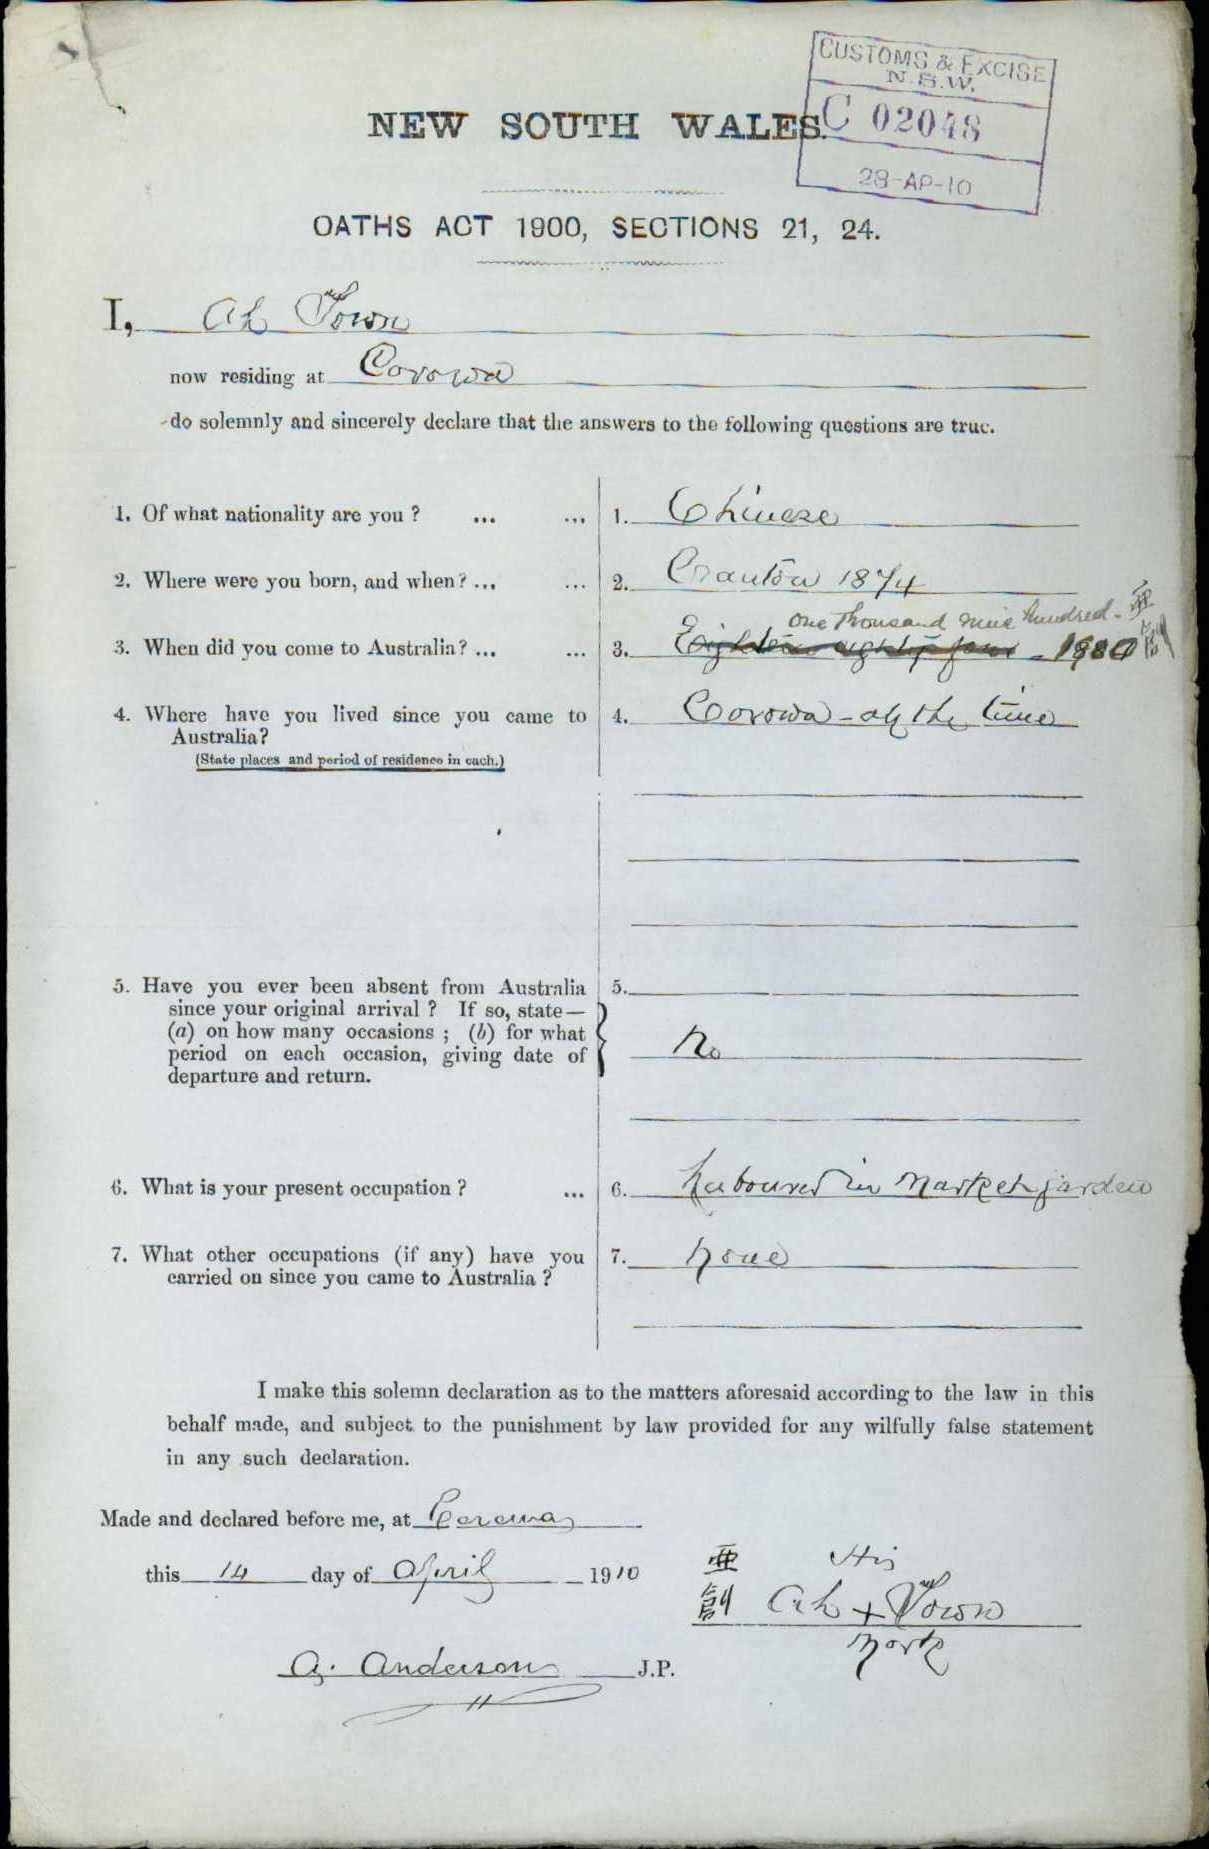 CUSTOMS & EXCISE
N.S.W.
C 02048
28-AP-10
NEW SOUTH WALES.
OATHS ACT 1900, SECTIONS 21, 24.
I, Ah Town
now residing at Corowa
do solemnly and sincerely declare that the answers to the following questions are true.
1. Of what nationality are you ? ... ... 1. Chinese
2. Where were you born, and when ? ... ... 2. Canton 1874
one thousand nine hundred - 亜
3. When did you come to Australia ? ... ... 3. Eighteen eighty four - 1900 創
4. Where have you lived since you came to 4. Corowa - all the time
Australia?
(State places and period of residence in each.)
5. Have you ever been absent from Australia 5.
since your original arrival ? If so, state—
(a) on how many occasions ; (b) for what No
period on each occasion, giving date of
departure and return.
6. What is your present occupation ? ... 6. Labourer in Market garden
7. What other occupations (if any) have you 7. None
carried on since you came to Australia ?
I make this solemn declaration as to the matters aforesaid according to the law in this
behalf made, and subject to the punishment by law provided for any wilfully false statement
in any such declaration.
Made and declared before me, at Corowa
this 14 day of April 1910
亜 His
創 Ah + Town
Mark
A. Anderson J.P.